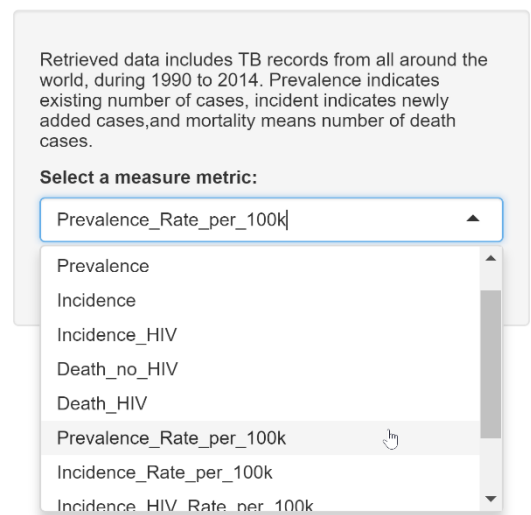 Retrieved data includes TB records from all around the
world, during 1990 to 2014. Prevalence indicates
existing number of cases, incident indicates newly
added cases,and mortality means number of death
cases.
Select a measure metric:
Prevalence_Rate_per_100k
Prevalence
Incidence
Incidence_HIV
Death_no_HIV
Death_HIV
Prevalence_Rate_per_100k
Incidence_Rate_per_100k
Incidence_HIV_Rate_per_100k